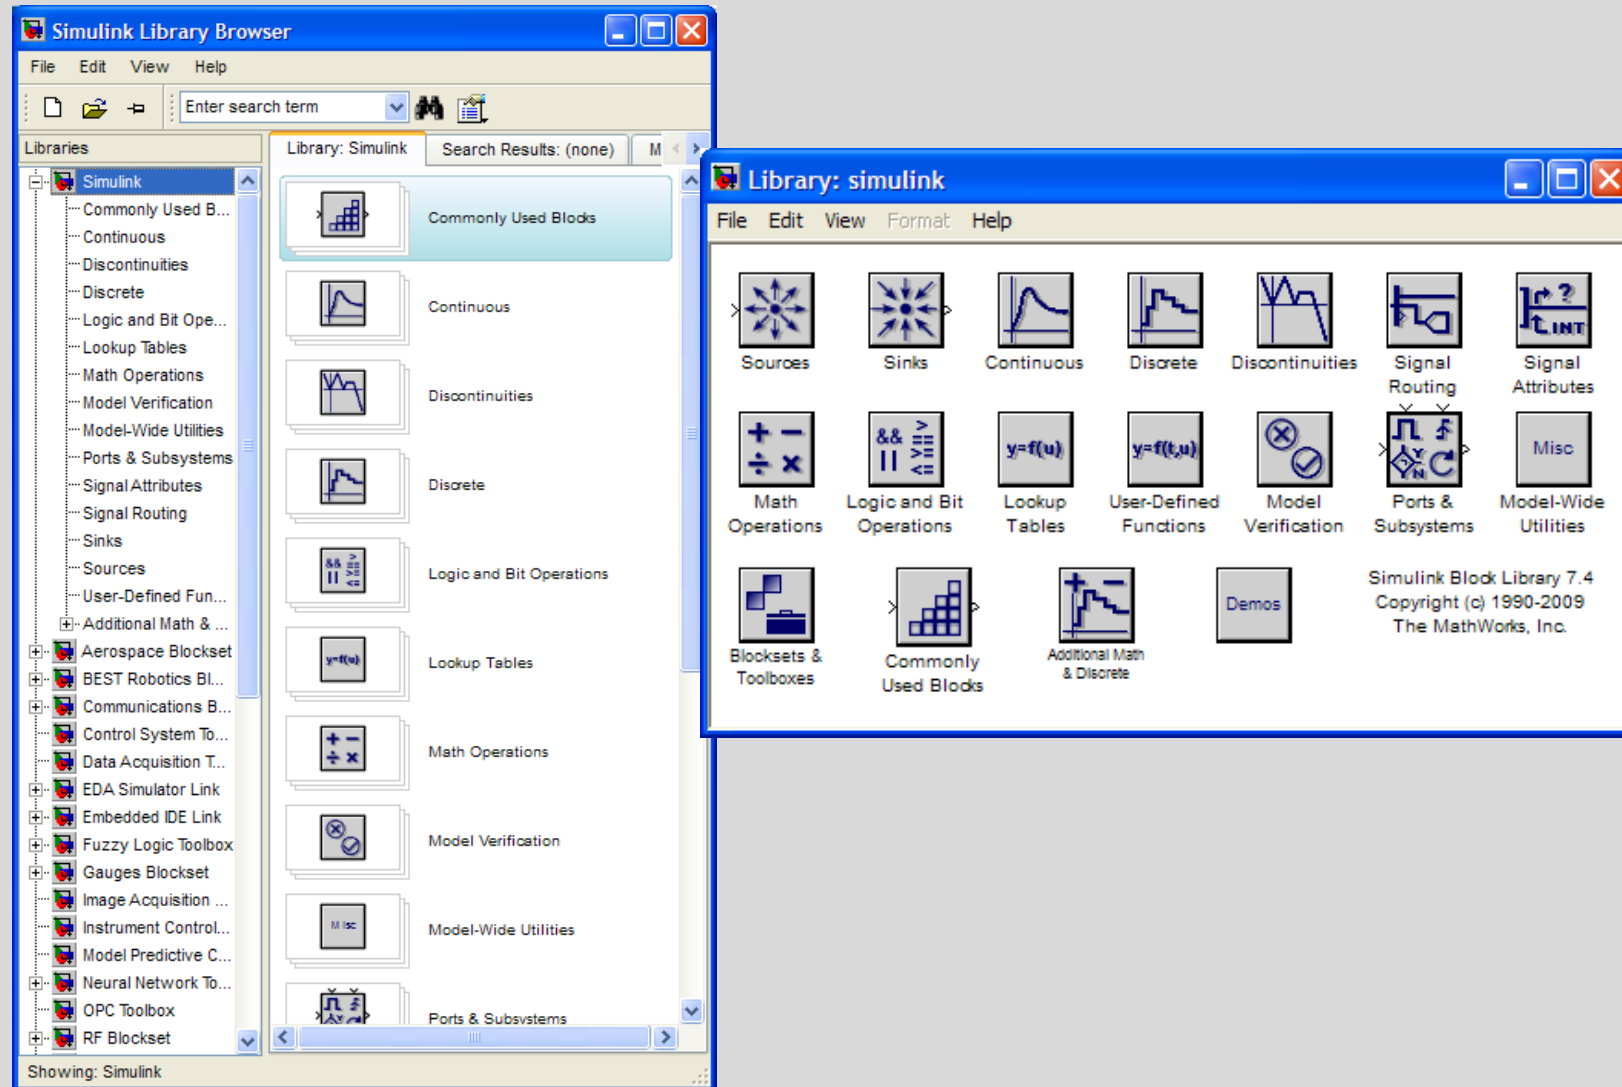 Simulink Library Browser
File Edit View Help
Enter search term
Libraries
Simulink
Commonly Used B...
Continuous
Discontinuities
Discrete
Logic and Bit Ope...
Lookup Tables
Math Operations
Model Verification
Model-Wide Utilities
Ports & Subsystems
Signal Attributes
Signal Routing
Sinks
Sources
User-Defined Fun...
Additional Math & ...
Aerospace Blockset
BEST Robotics Bl...
Communications B...
Control System To...
Data Acquisition T...
EDA Simulator Link
Embedded IDE Link
Fuzzy Logic Toolbox
Gauges Blockset
Image Acquisition ...
Instrument Control...
Model Predictive C...
Neural Network To...
OPC Toolbox
RF Blockset
Showing: Simulink
Library: Simulink Search Results: (none) M
Commonly Used Blocks
Continuous
Discontinuities
Discrete
&& > || >= <=
Logic and Bit Operations
y=f(u)
Lookup Tables
+ − ÷ ×
Math Operations
Model Verification
Misc
Model-Wide Utilities
Ports & Subsystems
Library: simulink
File Edit View Format Help
? INT
Sources Sinks Continuous Discrete Discontinuities Signal Signal
Routing Attributes
+ − && > ==
÷ × || >= <= y=f(u) y=f(t,u) Y N Misc
Math Logic and Bit Lookup User-Defined Model Ports & Model-Wide
Operations Operations Tables Functions Verification Subsystems Utilities
+ − Demos
Blocksets & Commonly Additional Math
Toolboxes Used Blocks & Discrete
Simulink Block Library 7.4
Copyright (c) 1990-2009
The MathWorks, Inc.